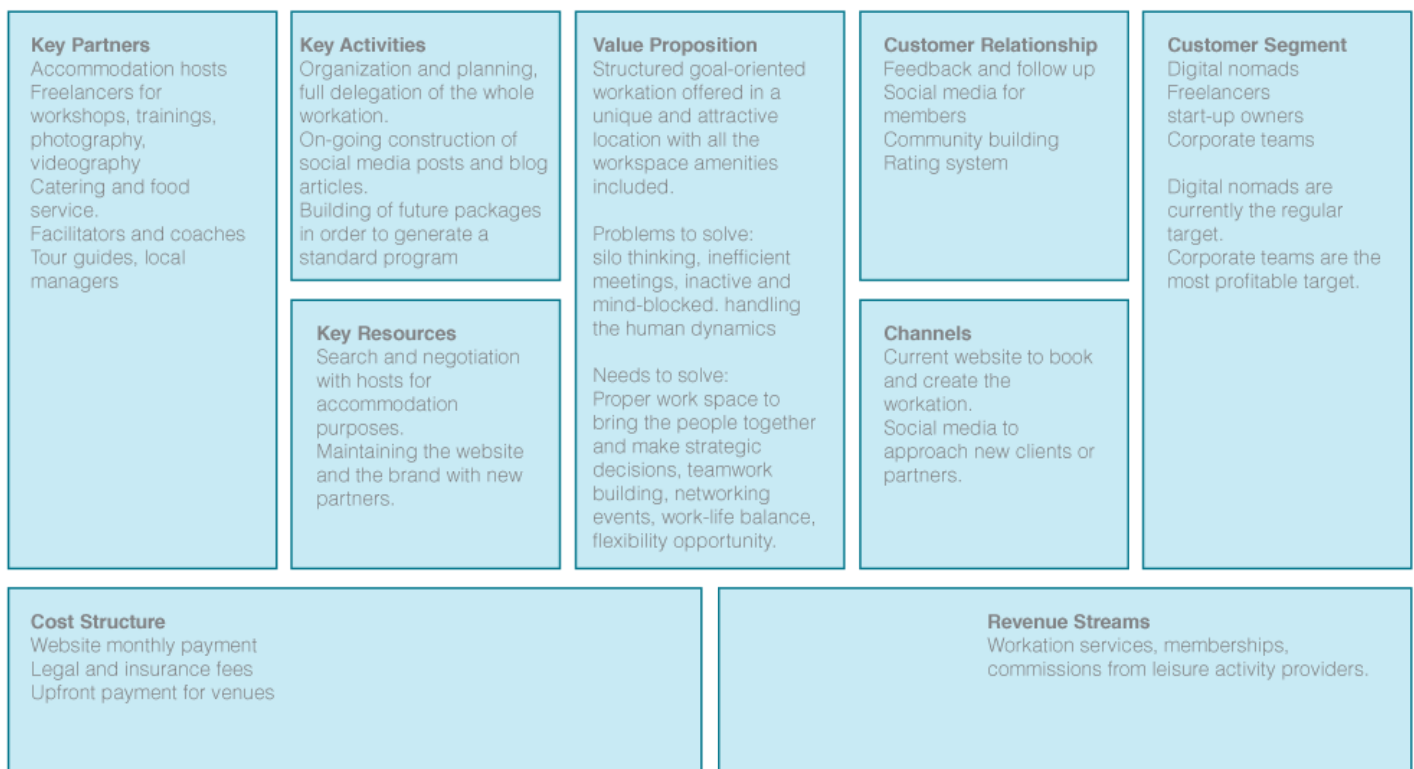 Key Partners
Accommodation hosts
Freelancers for
workshops, trainings,
photography,
videography
Catering and food
service.
Facilitators and coaches
Tour guides, local
managers
Key Activities
Organization and planning,
full delegation of the whole
workation.
On-going construction of
social media posts and blog
articles.
Building of future packages
in order to generate a
standard program
Key Resources
Search and negotiation
with hosts for
accommodation
purposes.
Maintaining the website
and the brand with new
partners.
Value Proposition
Structured goal-oriented
workation offered in a
unique and attractive
location with all the
workspace amenities
included.
Problems to solve:
silo thinking, inefficient
meetings, inactive and
mind-blocked. handling
the human dynamics
Needs to solve:
Proper work space to
bring the people together
and make strategic
decisions, teamwork
building, networking
events, work-life balance,
flexibility opportunity.
Customer Relationship
Feedback and follow up
Social media for
members
Community building
Rating system
Channels
Current website to book
and create the
workation.
Social media to
approach new clients or
partners.
Customer Segment
Digital nomads
Freelancers
start-up owners
Corporate teams
Digital nomads are
currently the regular
target.
Corporate teams are the
most profitable target.
Cost Structure
Website monthly payment
Legal and insurance fees
Upfront payment for venues
Revenue Streams
Workation services, memberships,
commissions from leisure activity providers.